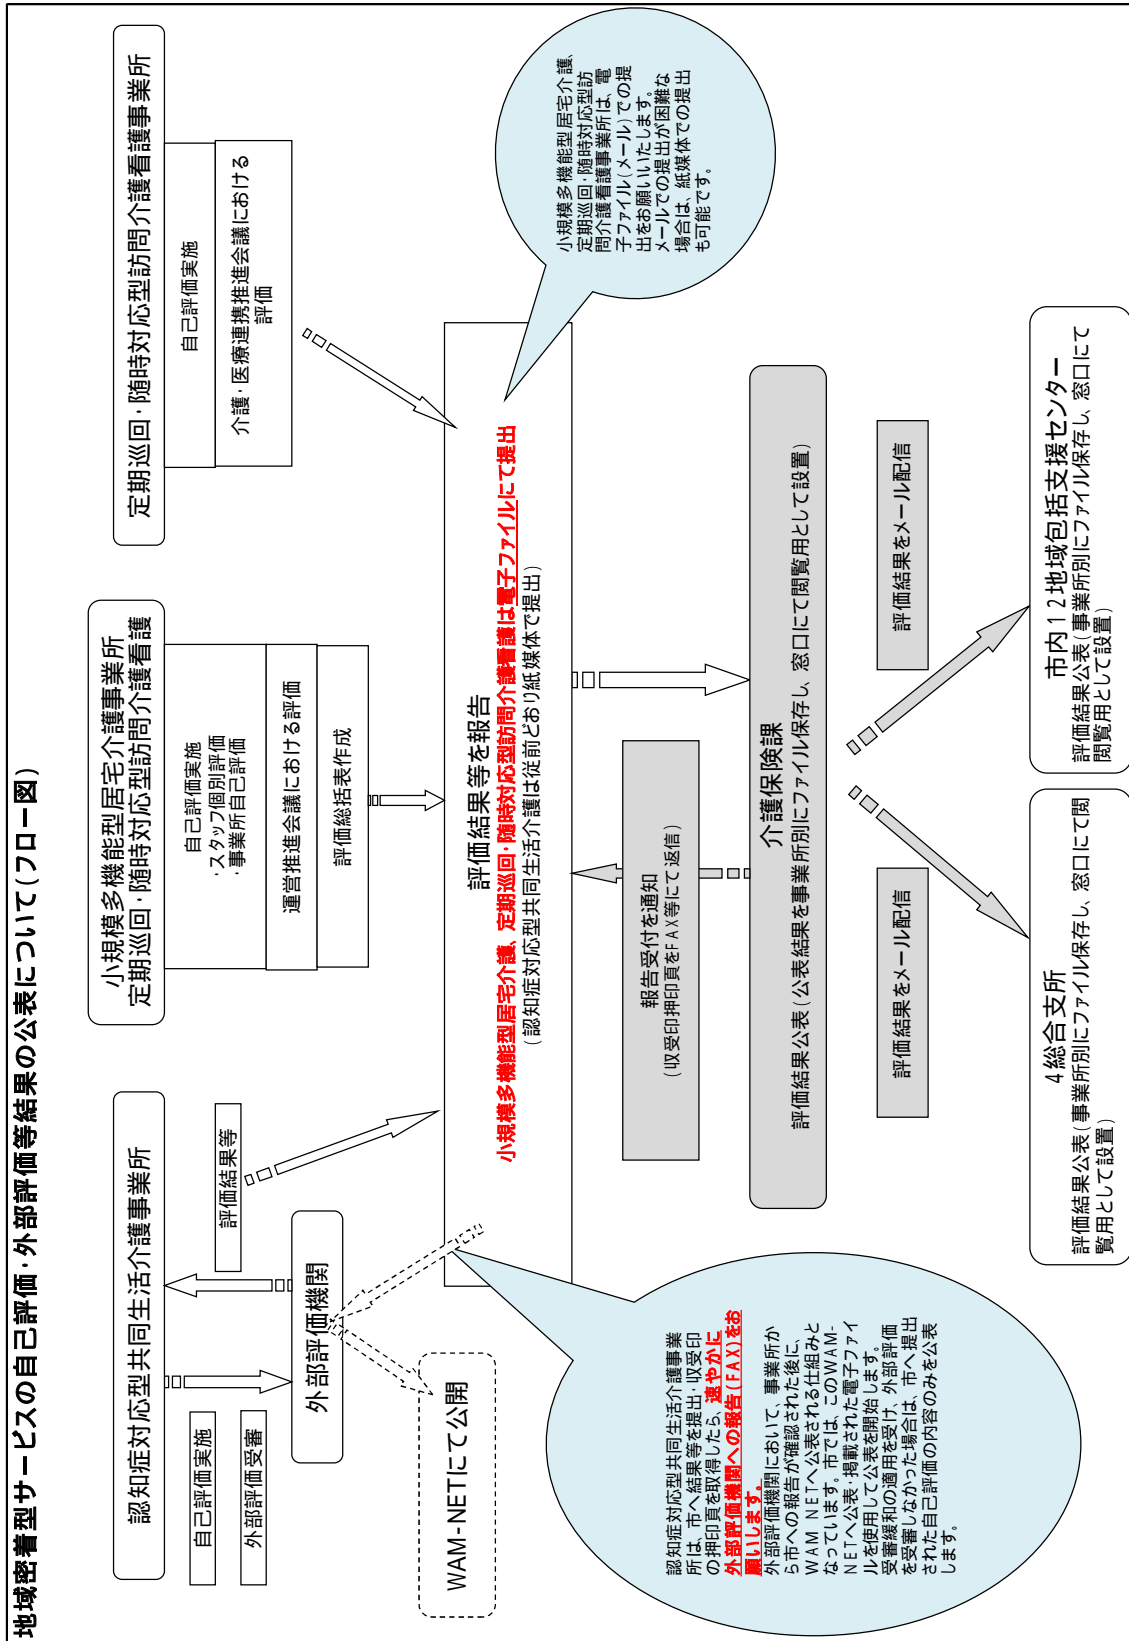 地域密着型サービスの自己評価・外部評価等結果の公表について(フロー図)
認知症対応型共同生活介護事業所
自己評価実施
外部評価受審
評価結果等
外部評価機関
WAM-NETにて公開
小規模多機能型居宅介護事業所
定期巡回・随時対応型訪問介護看護
自己評価実施
・スタッフ個別評価
・事業所自己評価
運営推進会議における評価
評価総括表作成
定期巡回・随時対応型訪問介護看護事業所
自己評価実施
介護・医療連携推進会議における
評価
評価結果等を報告
小規模多機能型居宅介護、定期巡回・随時対応型訪問介護看護は電子ファイルにて提出
(認知症対応型共同生活介護は従前どおり紙媒体で提出)
小規模多機能型居宅介護、
定期巡回・随時対応型訪
問介護看護事業所は、電
子ファイル(メール)での提
出をお願いいたします。
メールでの提出が困難な
場合は、紙媒体での提出
も可能です。
報告受付を通知
(収受印押印頁をFAX等にて返信)
介護保険課
評価結果公表(公表結果を事業所別にファイル保存し、窓口にて閲覧用として設置)
認知症対応型共同生活介護事業
所は、市へ結果等を提出・収受印
の押印頁を取得したら、速やかに
外部評価機関への報告(FAX)をお
願いします。
外部評価機関において、事業所か
ら市への報告が確認された後に、
WAM NETへ公表される仕組みと
なっています。市では、このWAM-
NETへ公表・掲載された電子ファイ
ルを使用して公表を開始します。
受審緩和の適用を受け、外部評価
を受審しなかった場合は、市へ提出
された自己評価の内容のみを公表
します。
評価結果をメール配信
評価結果をメール配信
4総合支所
評価結果公表(事業所別にファイル保存し、窓口にて閲
覧用として設置)
市内12地域包括支援センター
評価結果公表(事業所別にファイル保存し、窓口にて
閲覧用として設置)